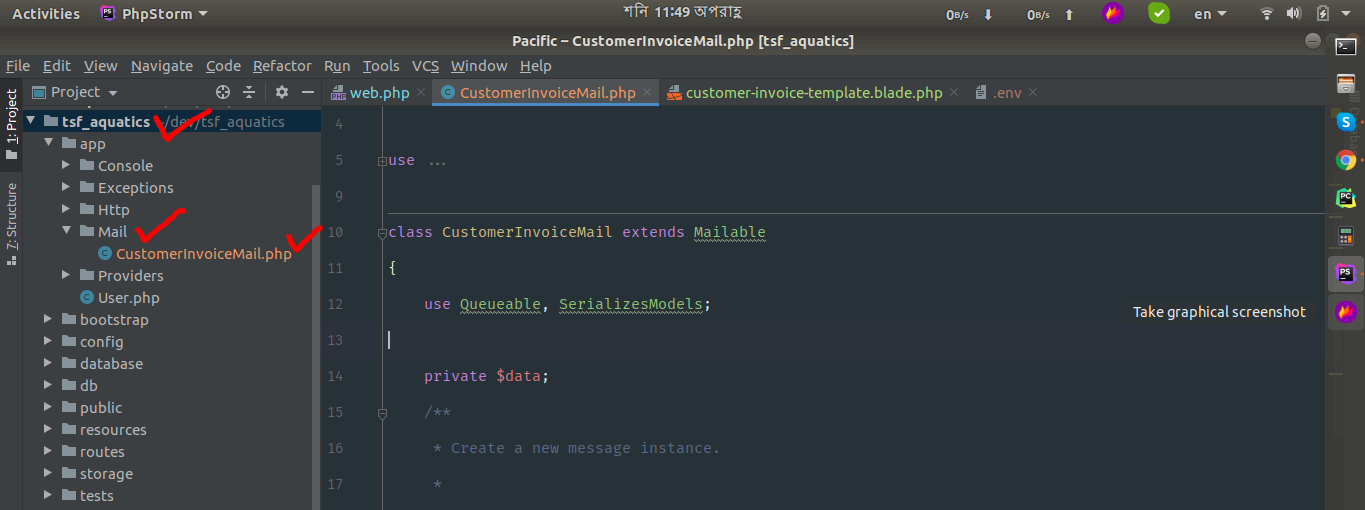 Activities PhpStorm শনি 11:49 অপরাহ্ণ 0B/s 0B/s en
Pacific – CustomerInvoiceMail.php [tsf_aquatics]
File Edit View Navigate Code Refactor Run Tools VCS Window Help
Project web.php CustomerInvoiceMail.php customer-invoice-template.blade.php .env
1: Project
7: Structure
tsf_aquatics ~/dev/tsf_aquatics
app
Console
Exceptions
Http
Mail
CustomerInvoiceMail.php
Providers
User.php
bootstrap
config
database
db
public
resources
routes
storage
tests
4
5 use ...
9
10 class CustomerInvoiceMail extends Mailable
11 {
12 use Queueable, SerializesModels;
13
14 private $data;
15 /**
16 * Create a new message instance.
17 *
Take graphical screenshot